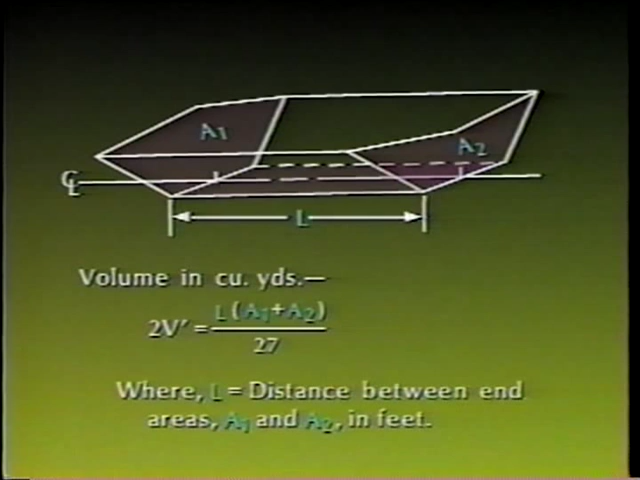 A1
A2
℄
L
Volume in cu. yds.—
2V' = L(A1+A2)
27
Where, L = Distance between end
areas, A1 and A2, in feet.